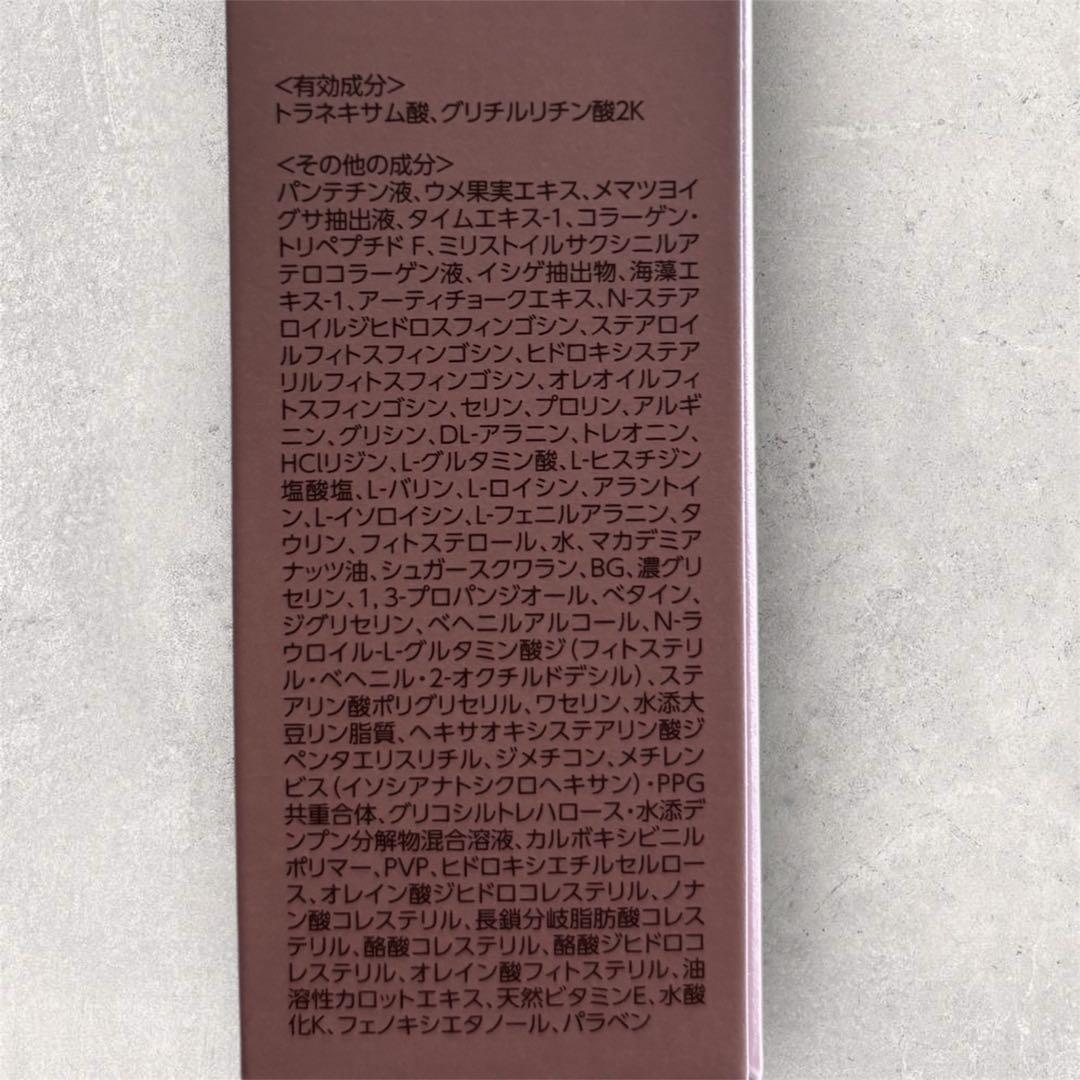 <有効成分>
トラネキサム酸、グリチルリチン酸2K
<その他の成分>
パンテチン液、ウメ果実エキス、メマツヨイ
グサ抽出液、タイムエキス-1、コラーゲン・
トリペプチド F、ミリストイルサクシニルア
テロコラーゲン液、イシゲ抽出物、海藻エ
キス-1、アーティチョークエキス、N-ステア
ロイルジヒドロスフィンゴシン、ステアロイ
ルフィトスフィンゴシン、ヒドロキシステア
リルフィトスフィンゴシン、オレオイルフィ
トスフィンゴシン、セリン、プロリン、アルギ
ニン、グリシン、DL-アラニン、トレオニン、
HClリジン、L-グルタミン酸、L-ヒスチジン
塩酸塩、L-バリン、L-ロイシン、アラントイ
ン、L-イソロイシン、L-フェニルアラニン、タ
ウリン、フィトステロール、水、マカデミア
ナッツ油、シュガースクワラン、BG、濃グリ
セリン、1,3-プロパンジオール、ベタイン、
ジグリセリン、ベヘニルアルコール、N-ラ
ウロイル-L-グルタミン酸ジ(フィトステリ
ル・ベヘニル・2-オクチルドデシル)、ステ
アリン酸ポリグリセリル、ワセリン、水添大
豆リン脂質、ヘキサオキシステアリン酸ジ
ペンタエリスリチル、ジメチコン、メチレン
ビス(イソシアナトシクロヘキサン)・PPG
共重合体、グリコシルトレハロース・水添デ
ンプン分解物混合溶液、カルボキシビニル
ポリマー、PVP、ヒドロキシエチルセルロー
ス、オレイン酸ジヒドロコレステリル、ノナ
ン酸コレステリル、長鎖分岐脂肪酸コレス
テリル、酪酸コレステリル、酪酸ジヒドロコ
レステリル、オレイン酸フィトステリル、油
溶性カロットエキス、天然ビタミンE、水酸
化K、フェノキシエタノール、パラベン